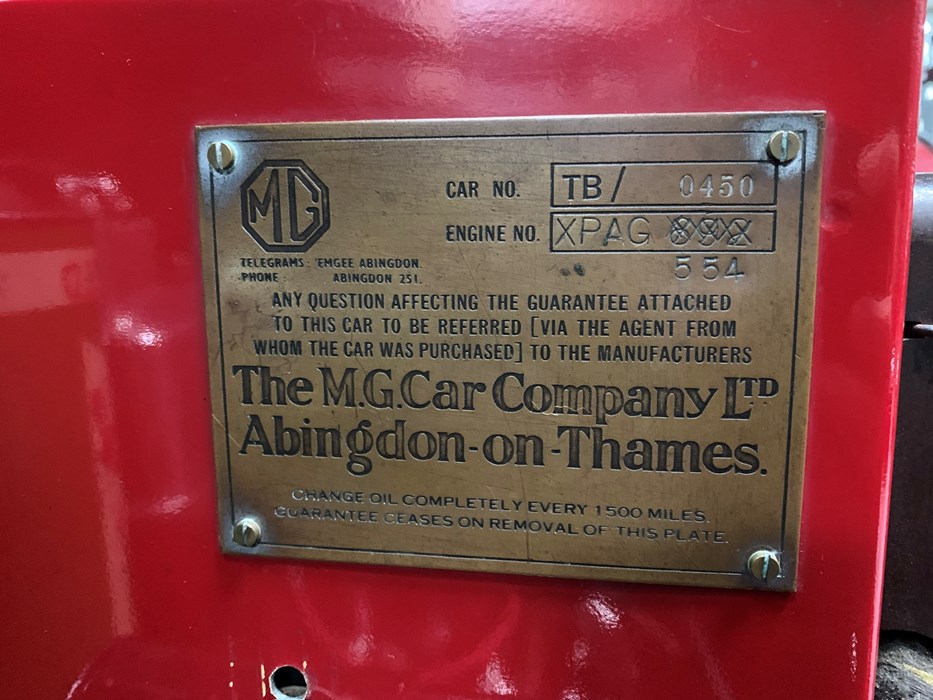 MG
CAR NO. TB/ 0450
ENGINE NO. XPAG
554
TELEGRAMS: EMGEE ABINGDON.
PHONE : ABINGDON 251.
ANY QUESTION AFFECTING THE GUARANTEE ATTACHED
TO THIS CAR TO BE REFERRED [VIA THE AGENT FROM
WHOM THE CAR WAS PURCHASED] TO THE MANUFACTURERS
The M.G. Car Company LTD
Abingdon-on-Thames.
CHANGE OIL COMPLETELY EVERY 1500 MILES.
GUARANTEE CEASES ON REMOVAL OF THIS PLATE.